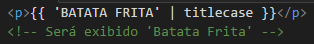 <p>{{ 'BATATA FRITA' | titlecase }}</p>
<!-- Será exibido 'Batata Frita' -->